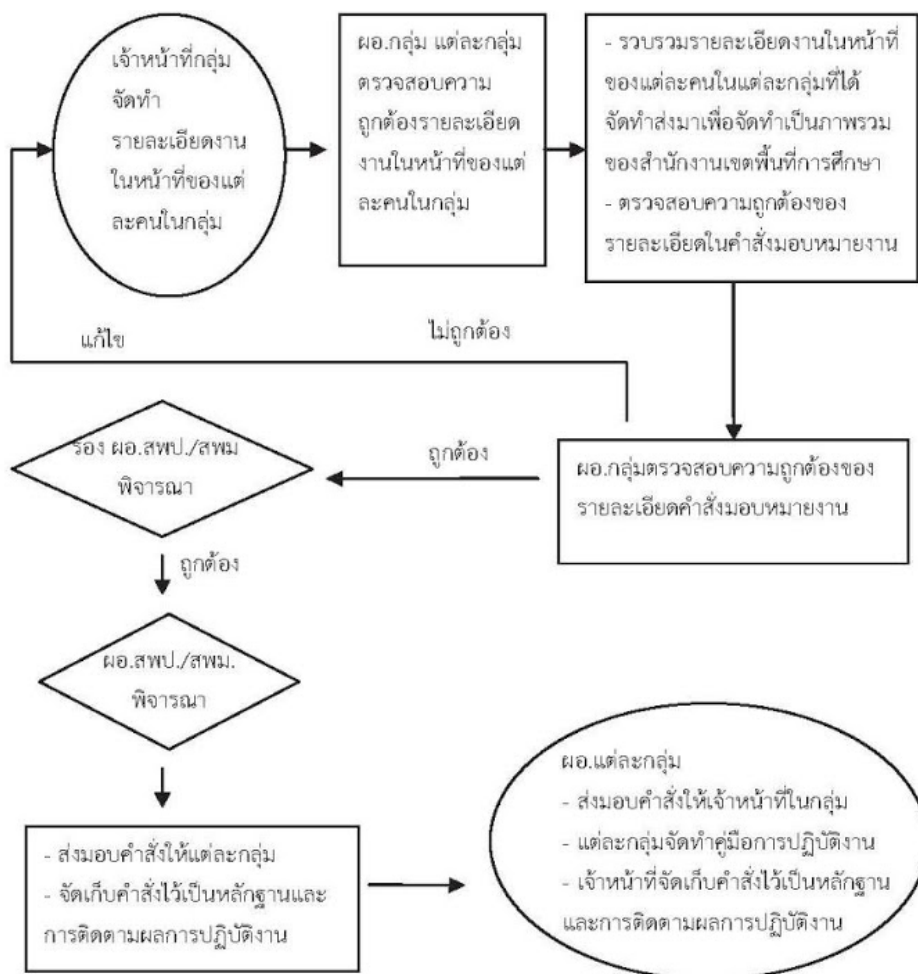 เจ้าหน้าที่กลุ่ม
จัดทำ
รายละเอียดงาน
ในหน้าที่ของแต่
ละคนในกลุ่ม
ผอ.กลุ่ม แต่ละกลุ่ม
ตรวจสอบความ
ถูกต้องรายละเอียด
งานในหน้าที่ของแต่
ละคนในกลุ่ม
- รวบรวมรายละเอียดงานในหน้าที่
ของแต่ละคนในแต่ละกลุ่มที่ได้
จัดทำส่งมาเพื่อจัดทำเป็นภาพรวม
ของสำนักงานเขตพื้นที่การศึกษา
- ตรวจสอบความถูกต้องของ
รายละเอียดในคำสั่งมอบหมายงาน
แก้ไข
ไม่ถูกต้อง
รอง ผอ.สพป./สพม
พิจารณา
ถูกต้อง
ผอ.กลุ่มตรวจสอบความถูกต้องของ
รายละเอียดคำสั่งมอบหมายงาน
ถูกต้อง
ผอ.สพป./สพม.
พิจารณา
- ส่งมอบคำสั่งให้แต่ละกลุ่ม
- จัดเก็บคำสั่งไว้เป็นหลักฐานและ
การติดตามผลการปฏิบัติงาน
ผอ.แต่ละกลุ่ม
- ส่งมอบคำสั่งให้เจ้าหน้าที่ในกลุ่ม
- แต่ละกลุ่มจัดทำคู่มือการปฏิบัติงาน
- เจ้าหน้าที่จัดเก็บคำสั่งไว้เป็นหลักฐาน
และการติดตามผลการปฏิบัติงาน